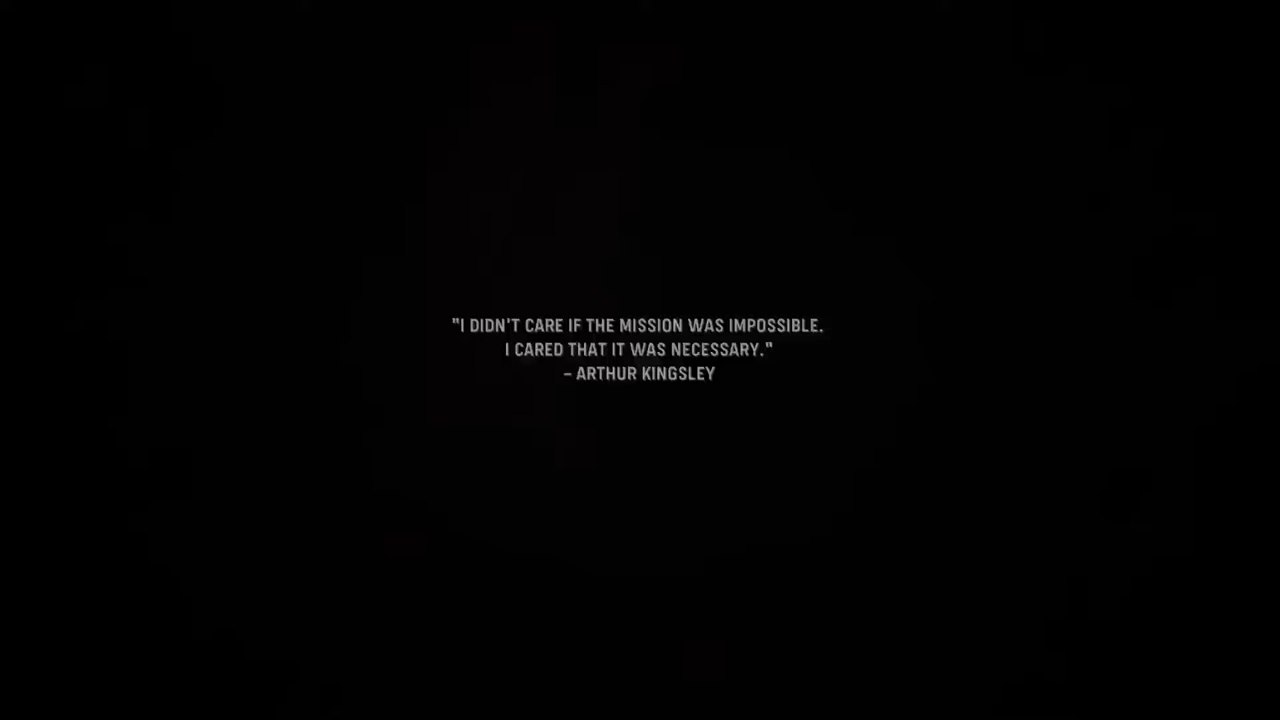 "I DIDN'T CARE IF THE MISSION WAS IMPOSSIBLE.
I CARED THAT IT WAS NECESSARY."
– ARTHUR KINGSLEY